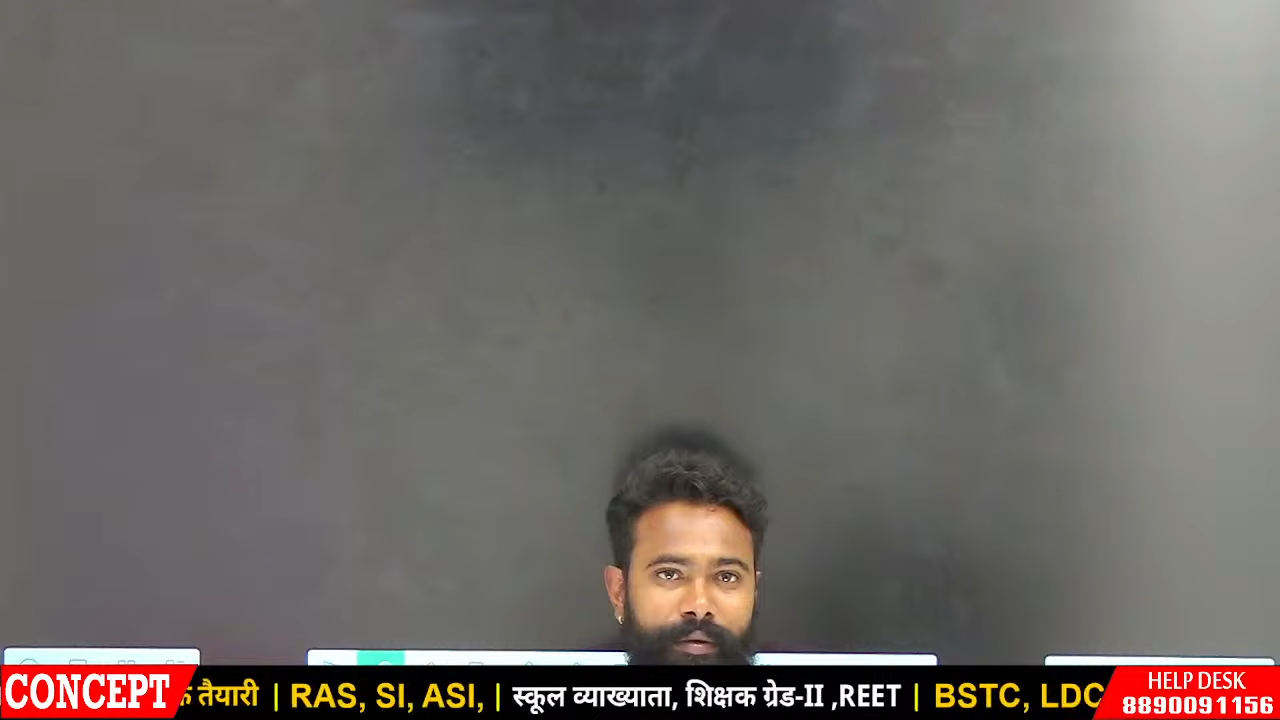 CONCEPT
तैयारी | RAS, SI, ASI, | स्कूल व्याख्याता, शिक्षक ग्रेड-II ,REET | BSTC, LDC
HELP DESK
8890091156